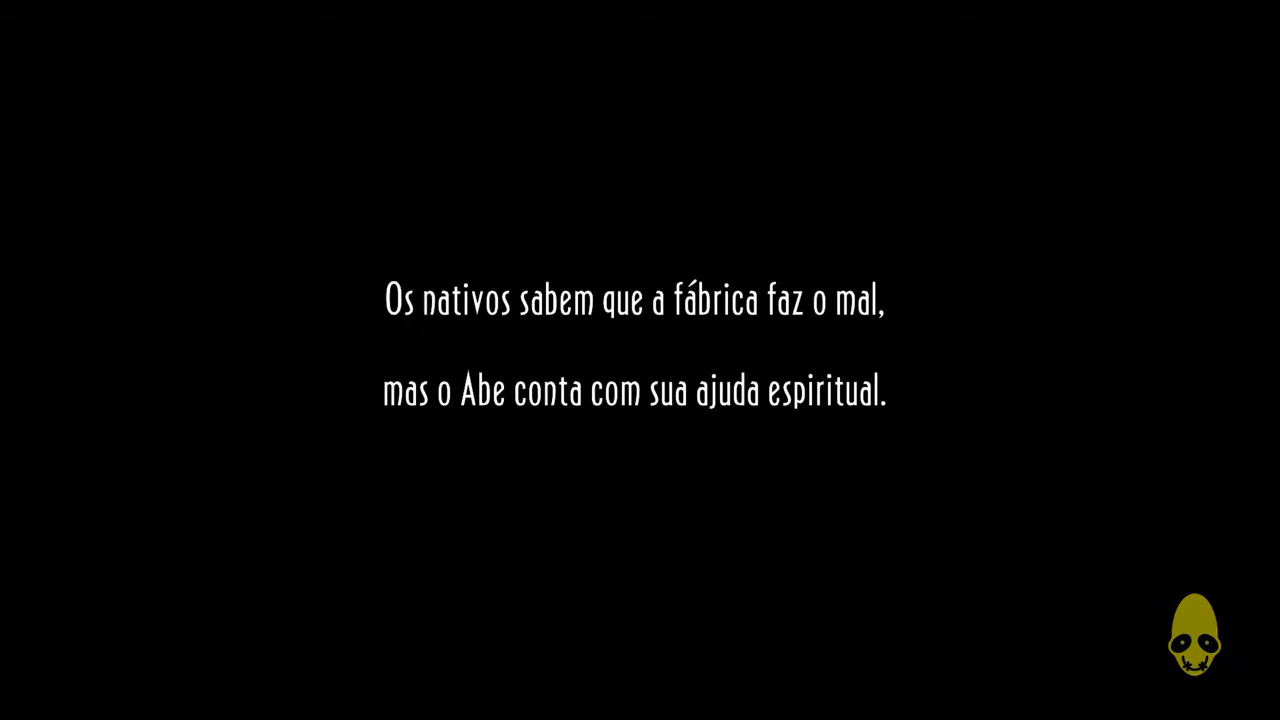 Os nativos sabem que a fábrica faz o mal,
mas o Abe conta com sua ajuda espiritual.